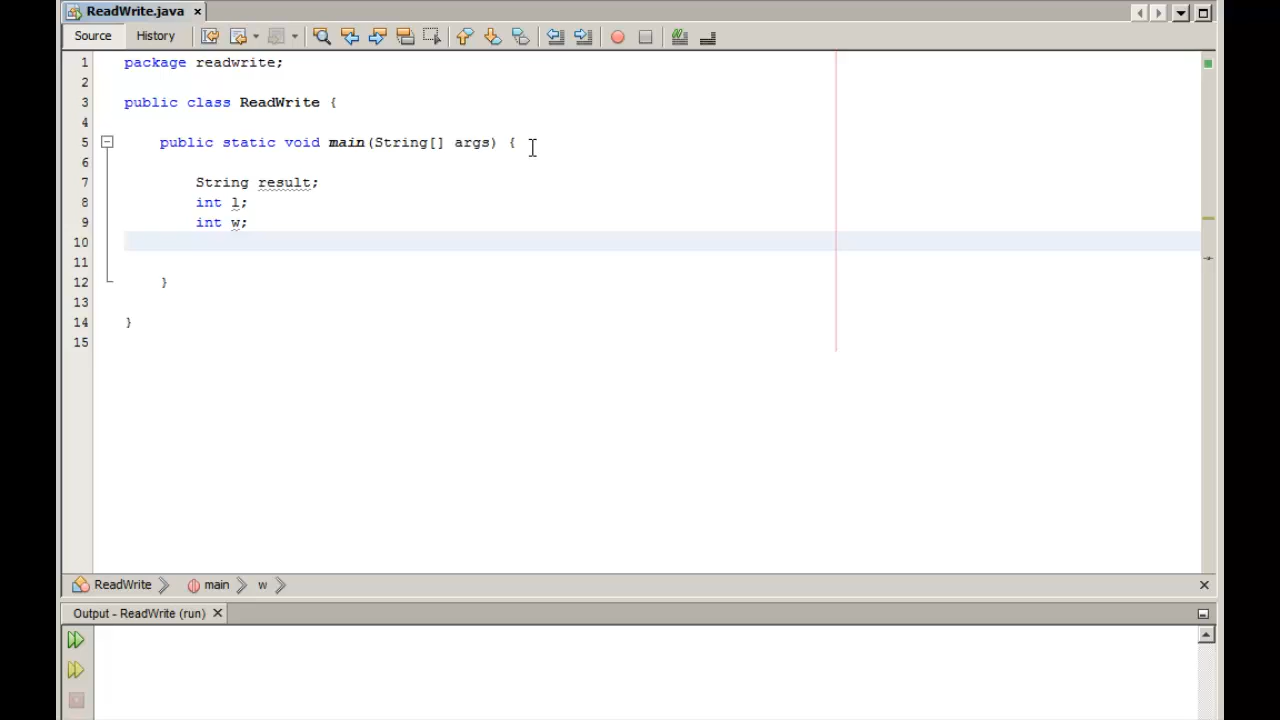 ReadWrite.java
Source History
1 package readwrite;
2
3 public class ReadWrite {
4
5 public static void main(String[] args) {
6
7 String result;
8 int l;
9 int w;
10
11
12 }
13
14 }
15
ReadWrite main w
Output - ReadWrite (run)